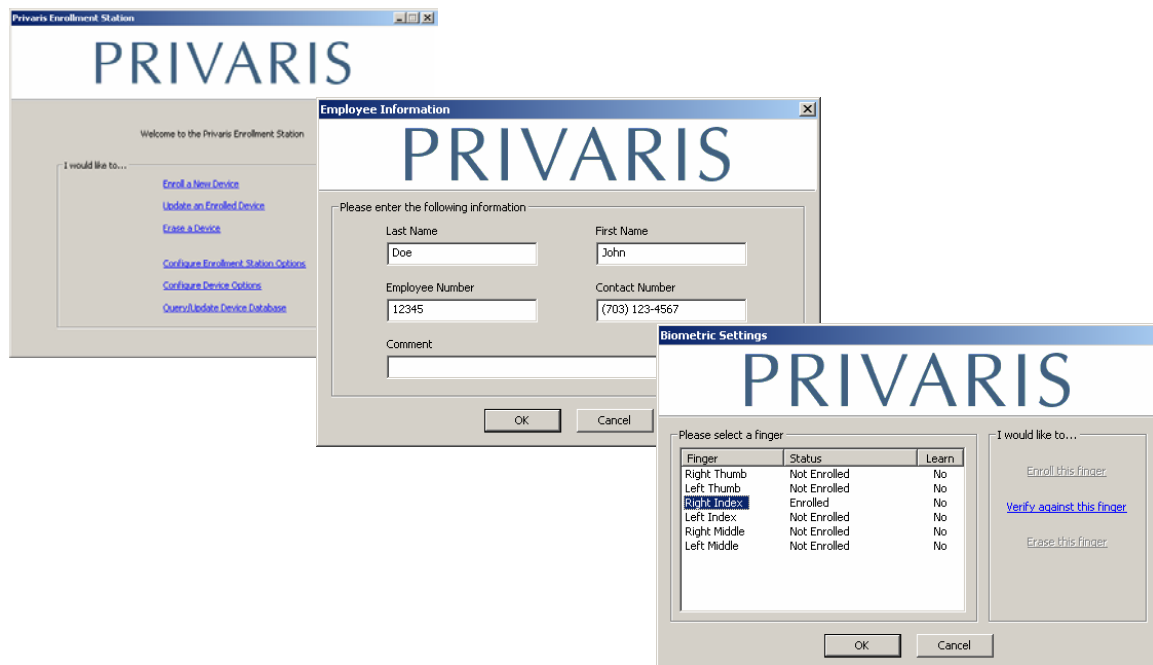 Privaris Enrollment Station
PRIVARIS
Welcome to the Privaris Enrollment Station
I would like to...
Enroll a New Device
Update an Enrolled Device
Erase a Device
Configure Enrollment Station Options
Configure Device Options
Query/Update Device Database
Employee Information
PRIVARIS
Please enter the following information
Last Name First Name
Doe John
Employee Number Contact Number
12345 (703) 123-4567
Comment
OK Cancel
Biometric Settings
PRIVARIS
Please select a finger I would like to...
Finger Status Learn
Right Thumb Not Enrolled No
Left Thumb Not Enrolled No
Right Index Enrolled No
Left Index Not Enrolled No
Right Middle Not Enrolled No
Left Middle Not Enrolled No
Enroll this finger
Verify against this finger
Erase this finger
OK Cancel